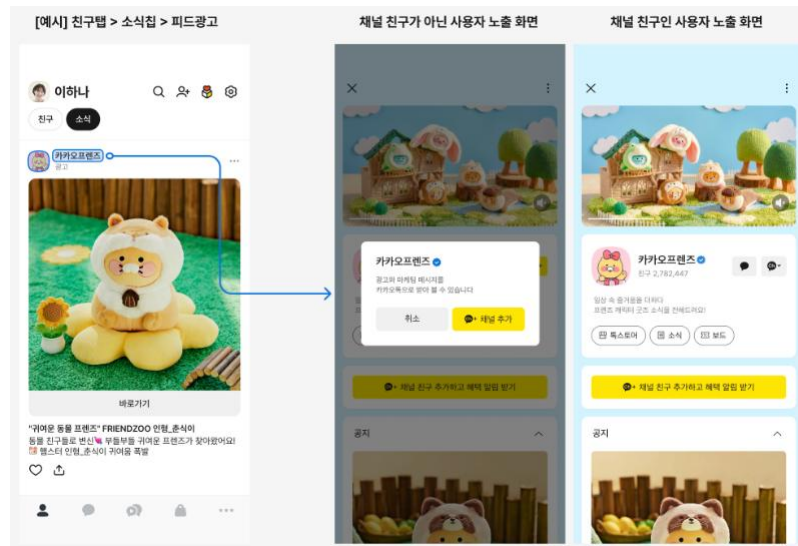 [예시] 친구탭 > 소식칩 > 피드광고
채널 친구가 아닌 사용자 노출 화면
채널 친구인 사용자 노출 화면
이하나
친구
소식
카카오프렌즈
광고
바로가기
"귀여운 동물 프렌즈" FRIENDZOO 인형_춘식이
동물 친구들로 변신 부들부들 귀여운 프렌즈가 찾아왔어요!
햄스터 인형_춘식이 귀여움 폭발
카카오프렌즈
광고와 마케팅 메시지를
카카오톡으로 받아 볼 수 있습니다
취소
채널 추가
채널 친구 추가하고 혜택 알림 받기
공지
카카오프렌즈
친구 2,782,447
일상 속 즐거움을 더하다
프렌즈 캐릭터 굿즈 소식을 전해드려요!
톡스토어
소식
보드
채널 친구 추가하고 혜택 알림 받기
공지